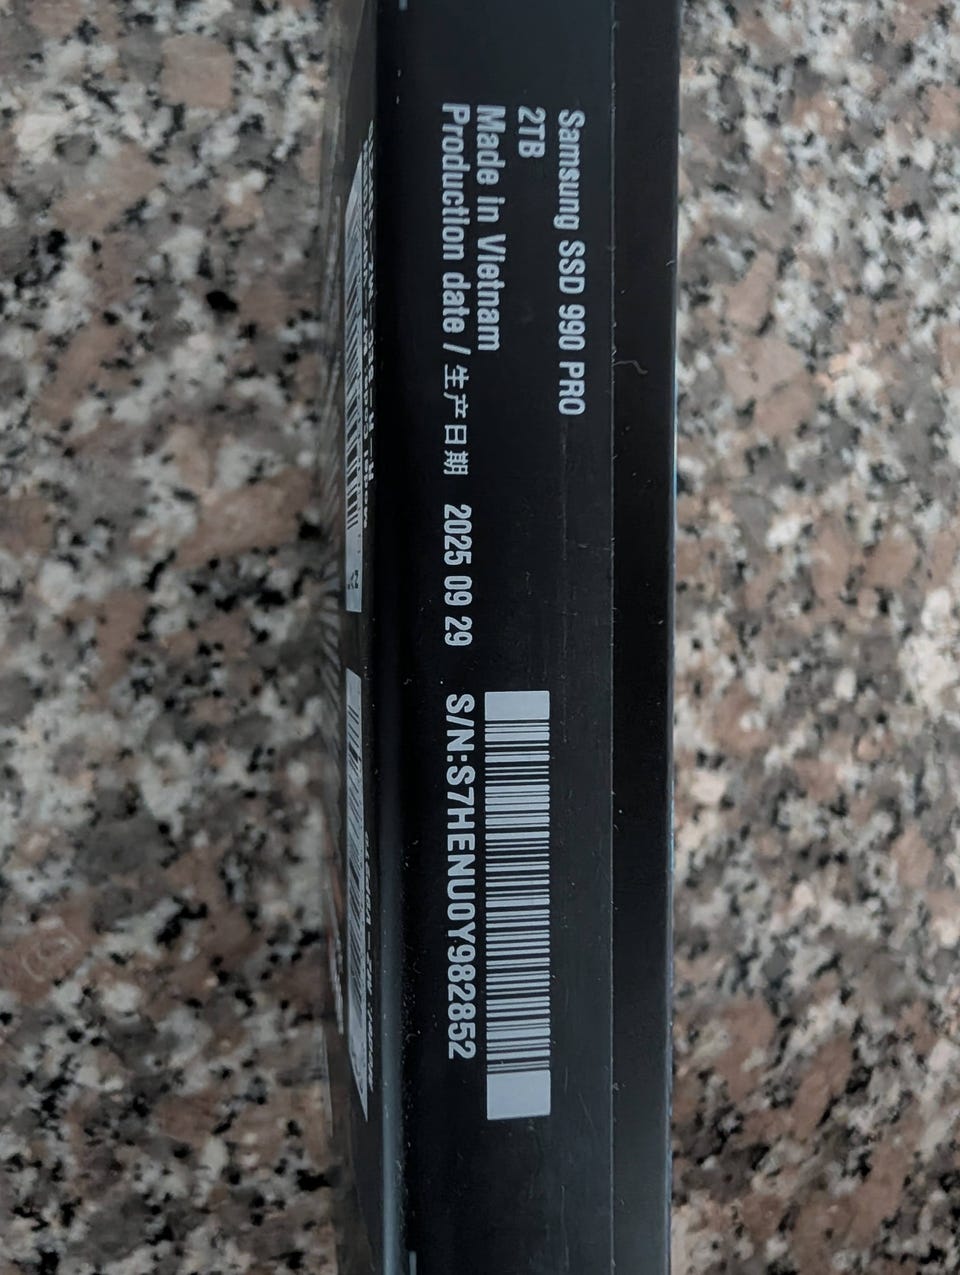 Samsung SSD 990 PRO
2TB
Made in Vietnam
Production date / 生产日期 2025 09 29
S/N:S7HENU0Y982852